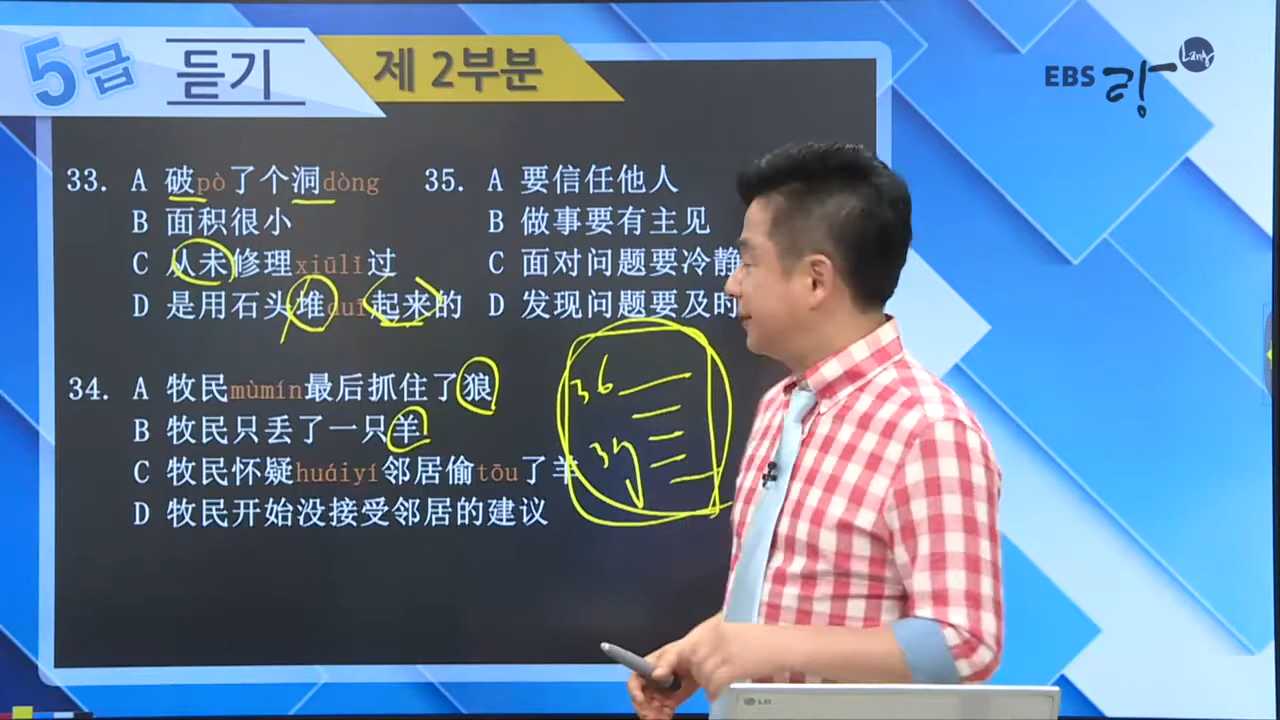 5급 듣기 제 2부분
EBS 랑 Lang
33. A 破pò了个洞dòng
B 面积很小
C 从未修理xiūlǐ过
D 是用石头堆duī起来的
34. A 牧民mùmín最后抓住了狼
B 牧民只丢了一只羊
C 牧民怀疑huáiyí邻居偷tōu了羊
D 牧民开始没接受邻居的建议
35. A 要信任他人
B 做事要有主见
C 面对问题要冷静
D 发现问题要及时
36
37
LG